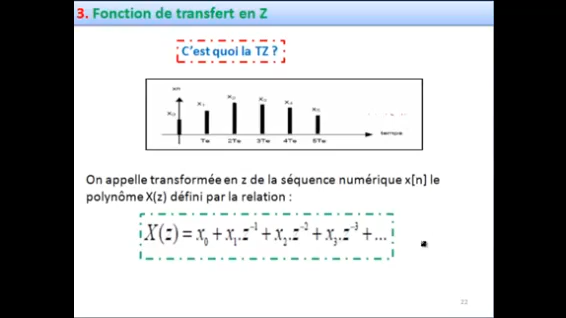 3. Fonction de transfert en Z
C'est quoi la TZ ?
xn
x₀ x₁ x₂ x₃ x₄ x₅
Te 2Te 3Te 4Te 5Te temps
On appelle transformée en z de la séquence numérique x[n] le
polynôme X(z) défini par la relation :
X(z) = x₀ + x₁.z⁻¹ + x₂.z⁻² + x₃.z⁻³ + ...
22